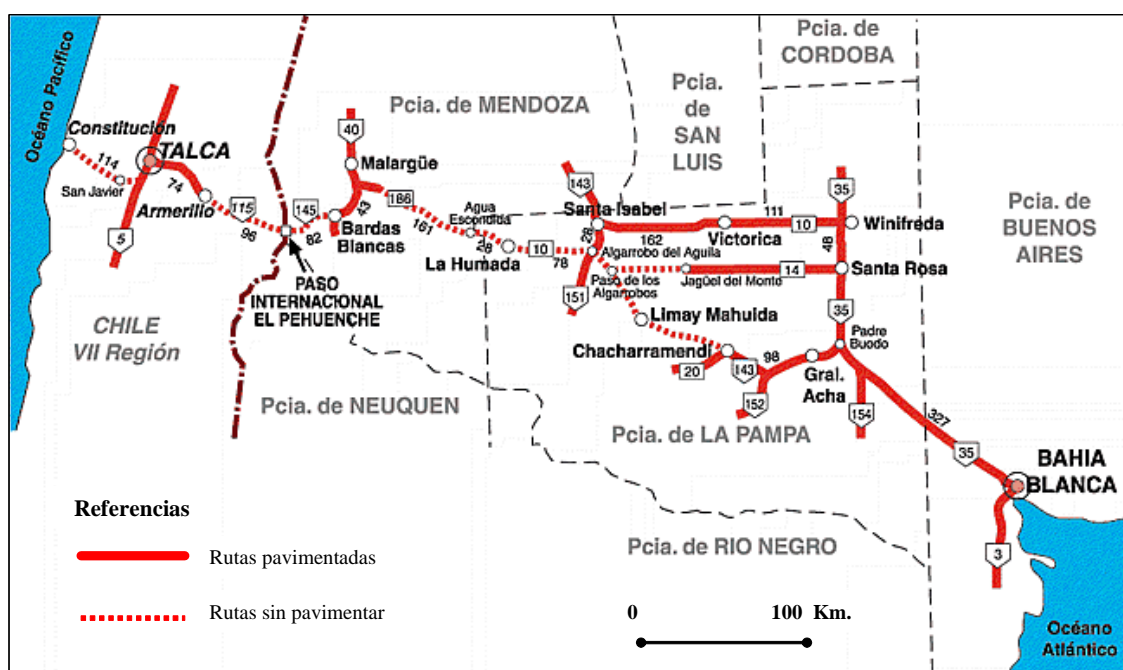 Océano Pacífico
Constitución
114
San Javier
TALCA
74
Armerillo
115
96
5
CHILE
VII Región
PASO
INTERNACIONAL
EL PEHUENCHE
145
82
Pcia. de MENDOZA
40
Malargüe
43
Bardas
Blancas
186
161
Agua
Escondida
28
La Humada
10
78
Pcia. de NEUQUEN
Pcia.
de
SAN
LUIS
Pcia. de
CORDOBA
143
Santa Isabel
28
162
Victorica
111
10
Winifreda
35
48
Algarrobo del Aguila
Paso de los
Algarrobos
Jagüel del Monte
14
Santa Rosa
151
Limay Mahuida
35
Padre
Buodo
Chacharramendi
20
143
98
Gral.
Acha
152
154
Pcia. de LA PAMPA
327
35
Pcia. de
BUENOS
AIRES
BAHIA
BLANCA
3
Pcia. de RIO NEGRO
Océano
Atlántico
Referencias
Rutas pavimentadas
Rutas sin pavimentar
0 100 Km.